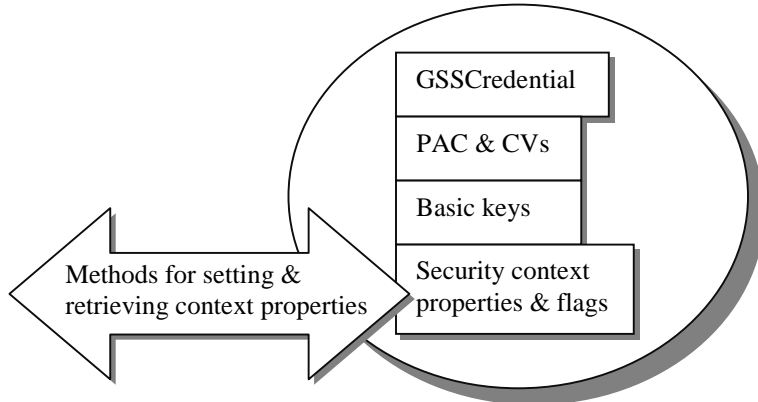 GSSCredential
PAC & CVs
Basic keys
Methods for setting &
retrieving context properties
Security context
properties & flags